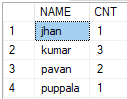 NAME CNT
1 jhan 1
2 kumar 3
3 pavan 2
4 puppala 1